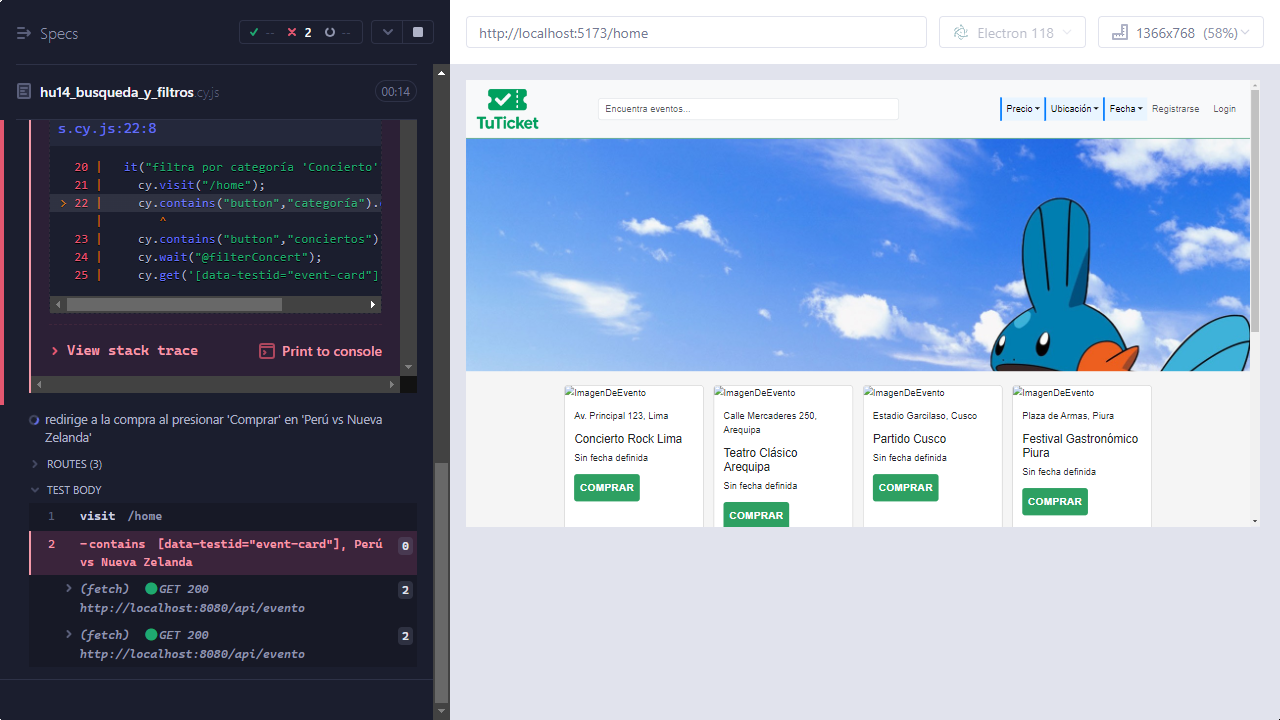 Specs
-- 2 --
hu14_busqueda_y_filtros cy.js
00:14
s.cy.js:22:8
20 | it("filtra por categoría 'Concierto'
21 | cy.visit("/home");
> 22 | cy.contains("button","categoría").
| ^
23 | cy.contains("button","conciertos")
24 | cy.wait("@filterConcert");
25 | cy.get('[data-testid="event-card"]
View stack trace
Print to console
redirige a la compra al presionar 'Comprar' en 'Perú vs Nueva
Zelanda'
ROUTES (3)
TEST BODY
1 visit /home
2 -contains [data-testid="event-card"], Perú 0
vs Nueva Zelanda
(fetch) GET 200 2
http://localhost:8080/api/evento
(fetch) GET 200 2
http://localhost:8080/api/evento
http://localhost:5173/home
Electron 118
1366x768 (58%)
TuTicket
Encuentra eventos...
Precio
Ubicación
Fecha
Registrarse
Login
ImagenDeEvento
Av. Principal 123, Lima
Concierto Rock Lima
Sin fecha definida
COMPRAR
ImagenDeEvento
Calle Mercaderes 250,
Arequipa
Teatro Clásico
Arequipa
Sin fecha definida
COMPRAR
ImagenDeEvento
Estadio Garcilaso, Cusco
Partido Cusco
Sin fecha definida
COMPRAR
ImagenDeEvento
Plaza de Armas, Piura
Festival Gastronómico
Piura
Sin fecha definida
COMPRAR